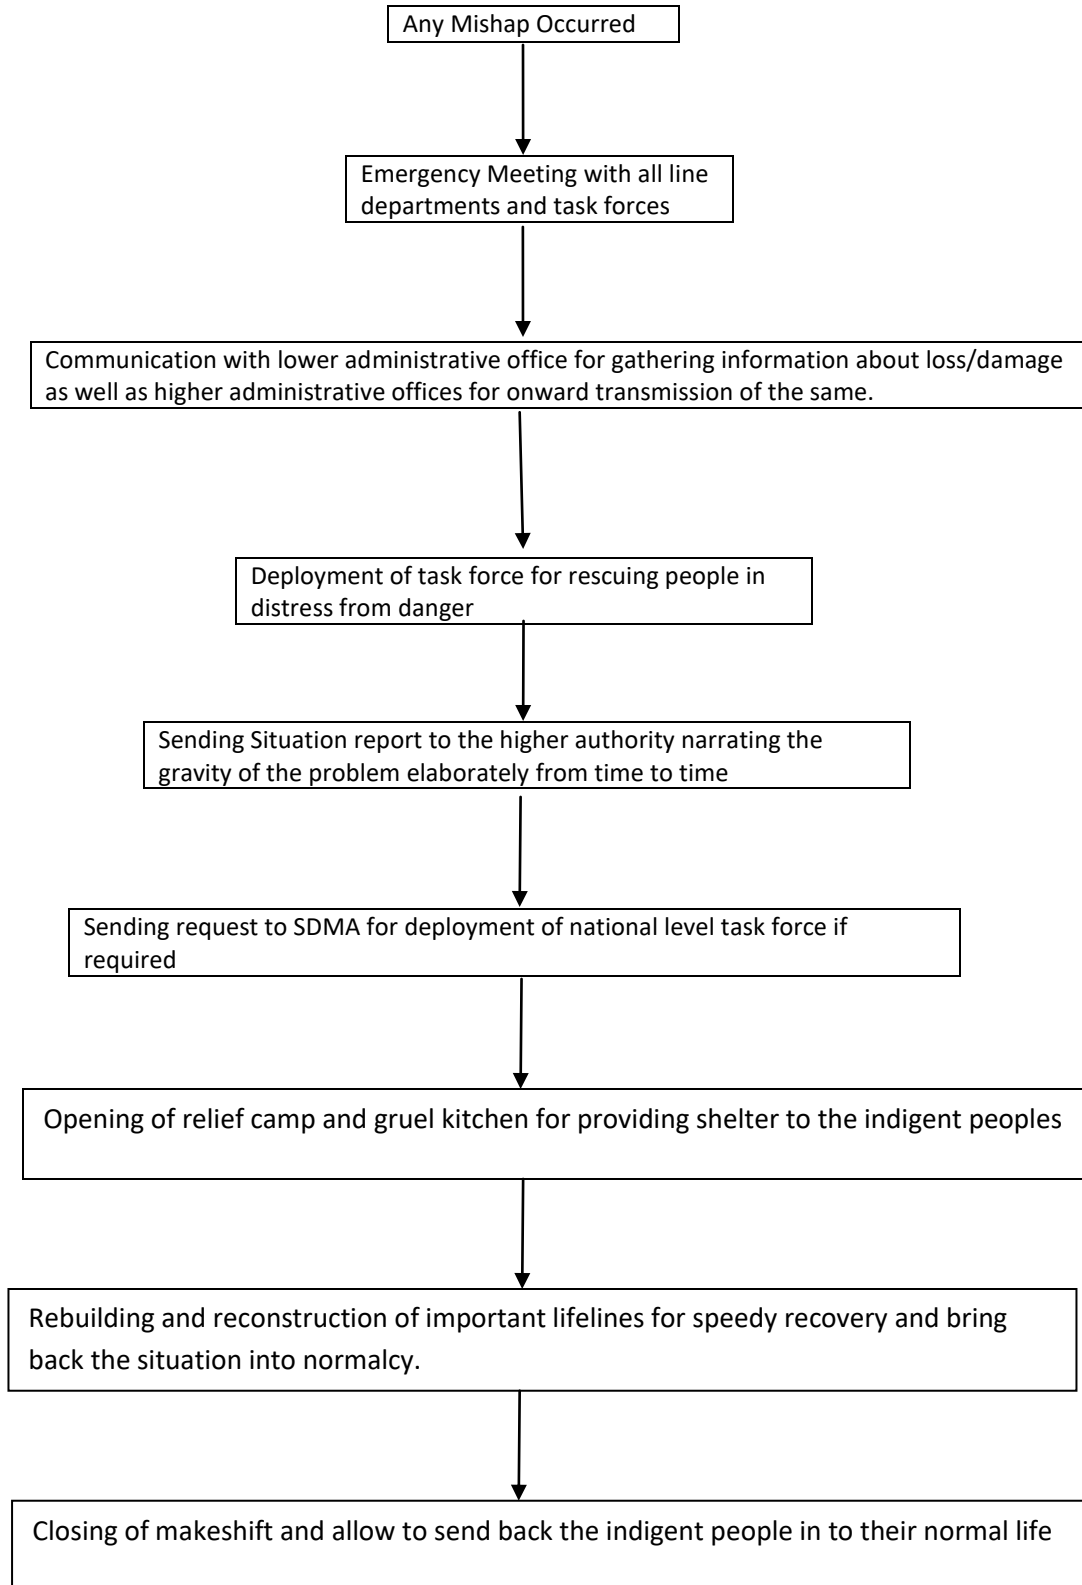 Any Mishap Occurred
Emergency Meeting with all line
departments and task forces
Communication with lower administrative office for gathering information about loss/damage
as well as higher administrative offices for onward transmission of the same.
Deployment of task force for rescuing people in
distress from danger
Sending Situation report to the higher authority narrating the
gravity of the problem elaborately from time to time
Sending request to SDMA for deployment of national level task force if
required
Opening of relief camp and gruel kitchen for providing shelter to the indigent peoples
Rebuilding and reconstruction of important lifelines for speedy recovery and bring
back the situation into normalcy.
Closing of makeshift and allow to send back the indigent people in to their normal life